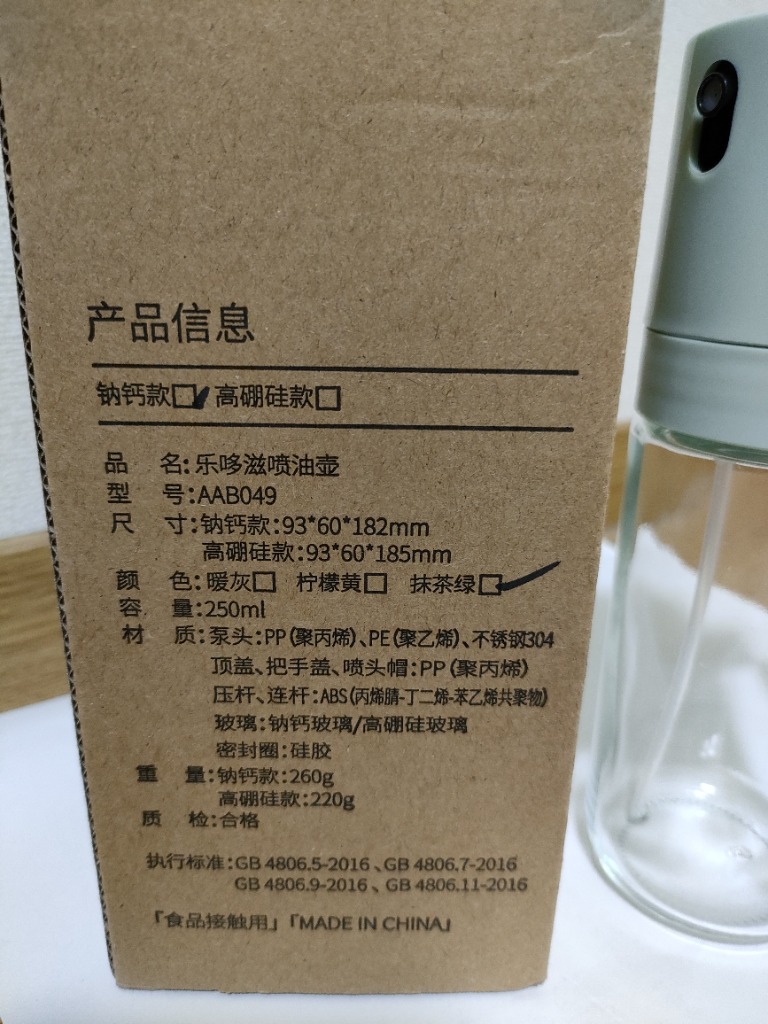 产品信息
钠钙款□✓ 高硼硅款□
品 名:乐哆滋喷油壶
型 号:AAB049
尺 寸:钠钙款:93*60*182mm
高硼硅款:93*60*185mm
颜 色:暖灰□ 柠檬黄□ 抹茶绿□✓
容 量:250ml
材 质:泵头:PP(聚丙烯)、PE(聚乙烯)、不锈钢304
顶盖、把手盖、喷头帽:PP(聚丙烯)
压杆、连杆:ABS(丙烯腈-丁二烯-苯乙烯共聚物)
玻璃:钠钙玻璃/高硼硅玻璃
密封圈:硅胶
重 量:钠钙款:260g
高硼硅款:220g
质 检:合格
执行标准:GB 4806.5-2016、GB 4806.7-2016
GB 4806.9-2016、GB 4806.11-2016
「食品接触用」「MADE IN CHINA」